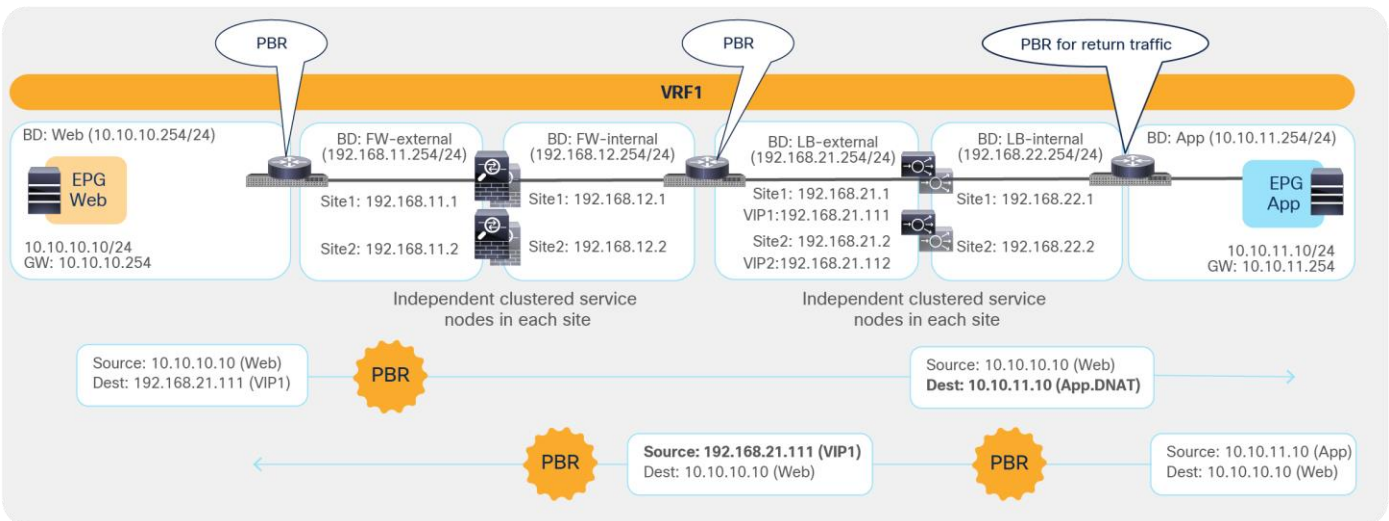 PBR
PBR
PBR for return traffic
VRF1
BD: Web (10.10.10.254/24)
EPG
Web
10.10.10.10/24
GW: 10.10.10.254
BD: FW-external
(192.168.11.254/24)
Site1: 192.168.11.1
Site2: 192.168.11.2
BD: FW-internal
(192.168.12.254/24)
Site1: 192.168.12.1
Site2: 192.168.12.2
BD: LB-external
(192.168.21.254/24)
Site1: 192.168.21.1
VIP1:192.168.21.111
Site2: 192.168.21.2
VIP2:192.168.21.112
BD: LB-internal
(192.168.22.254/24)
Site1: 192.168.22.1
Site2: 192.168.22.2
BD: App (10.10.11.254/24)
EPG
App
10.10.11.10/24
GW: 10.10.11.254
Independent clustered service
nodes in each site
Independent clustered service
nodes in each site
Source: 10.10.10.10 (Web)
Dest: 192.168.21.111 (VIP1)
PBR
Source: 10.10.10.10 (Web)
Dest: 10.10.11.10 (App.DNAT)
PBR
Source: 192.168.21.111 (VIP1)
Dest: 10.10.10.10 (Web)
PBR
Source: 10.10.11.10 (App)
Dest: 10.10.10.10 (Web)